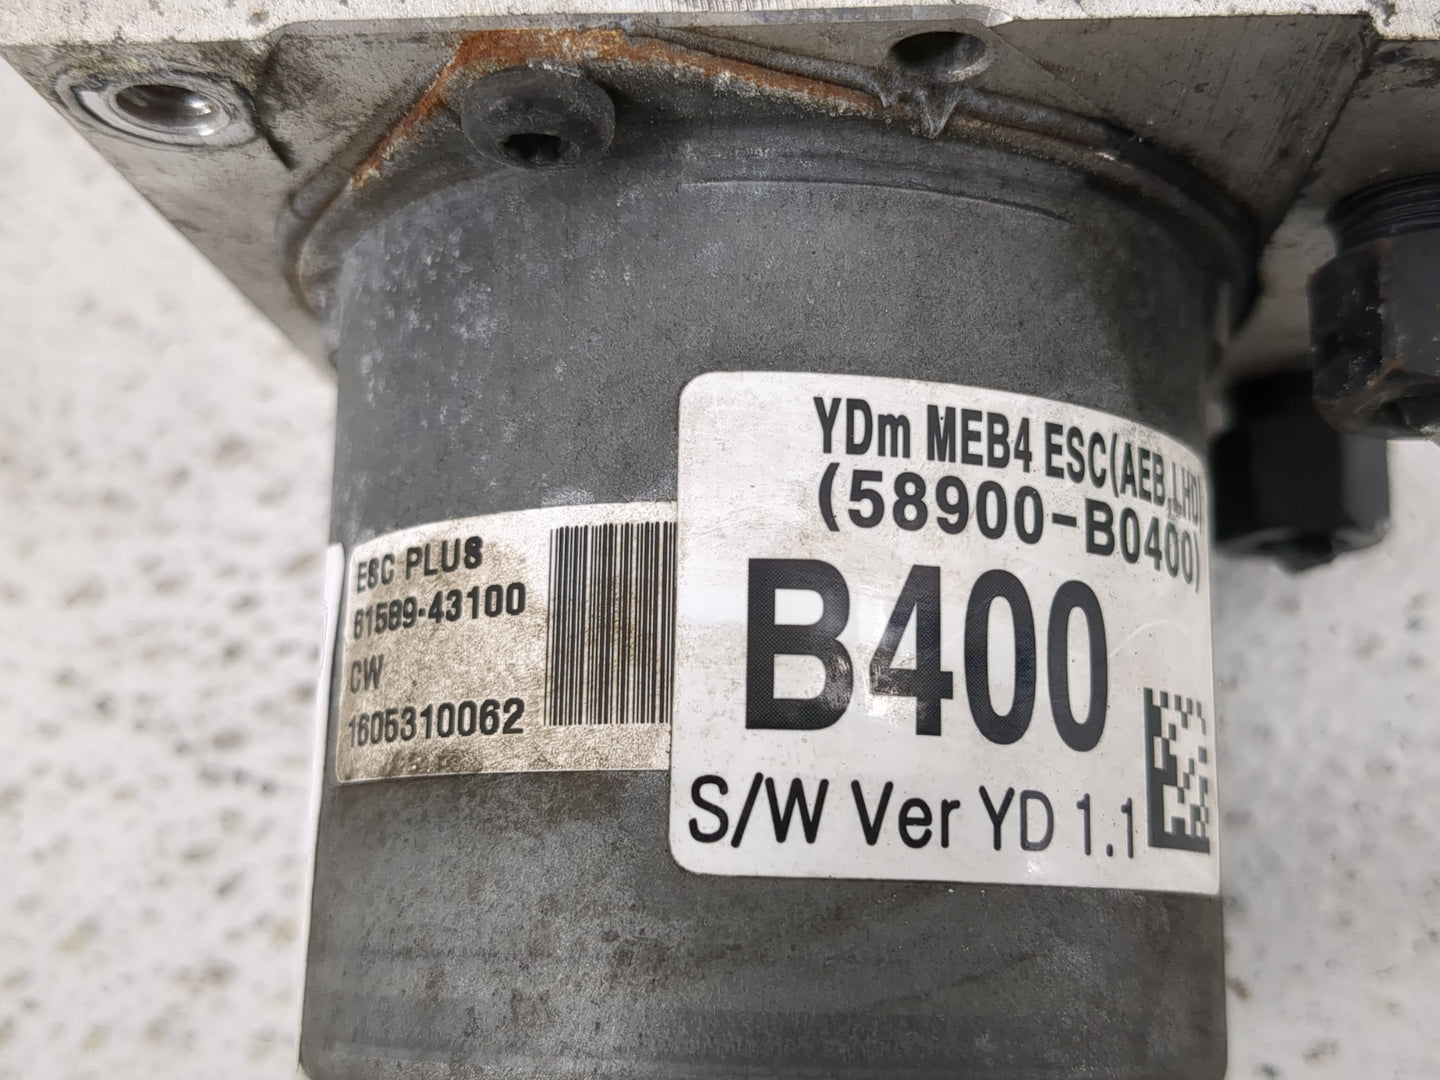 YDm MEB4 ESC(AEB,LHD)
(58900-B0400)
B400
S/W Ver YD 1.1
ESC PLUS
61589-43100
CW
1605310062